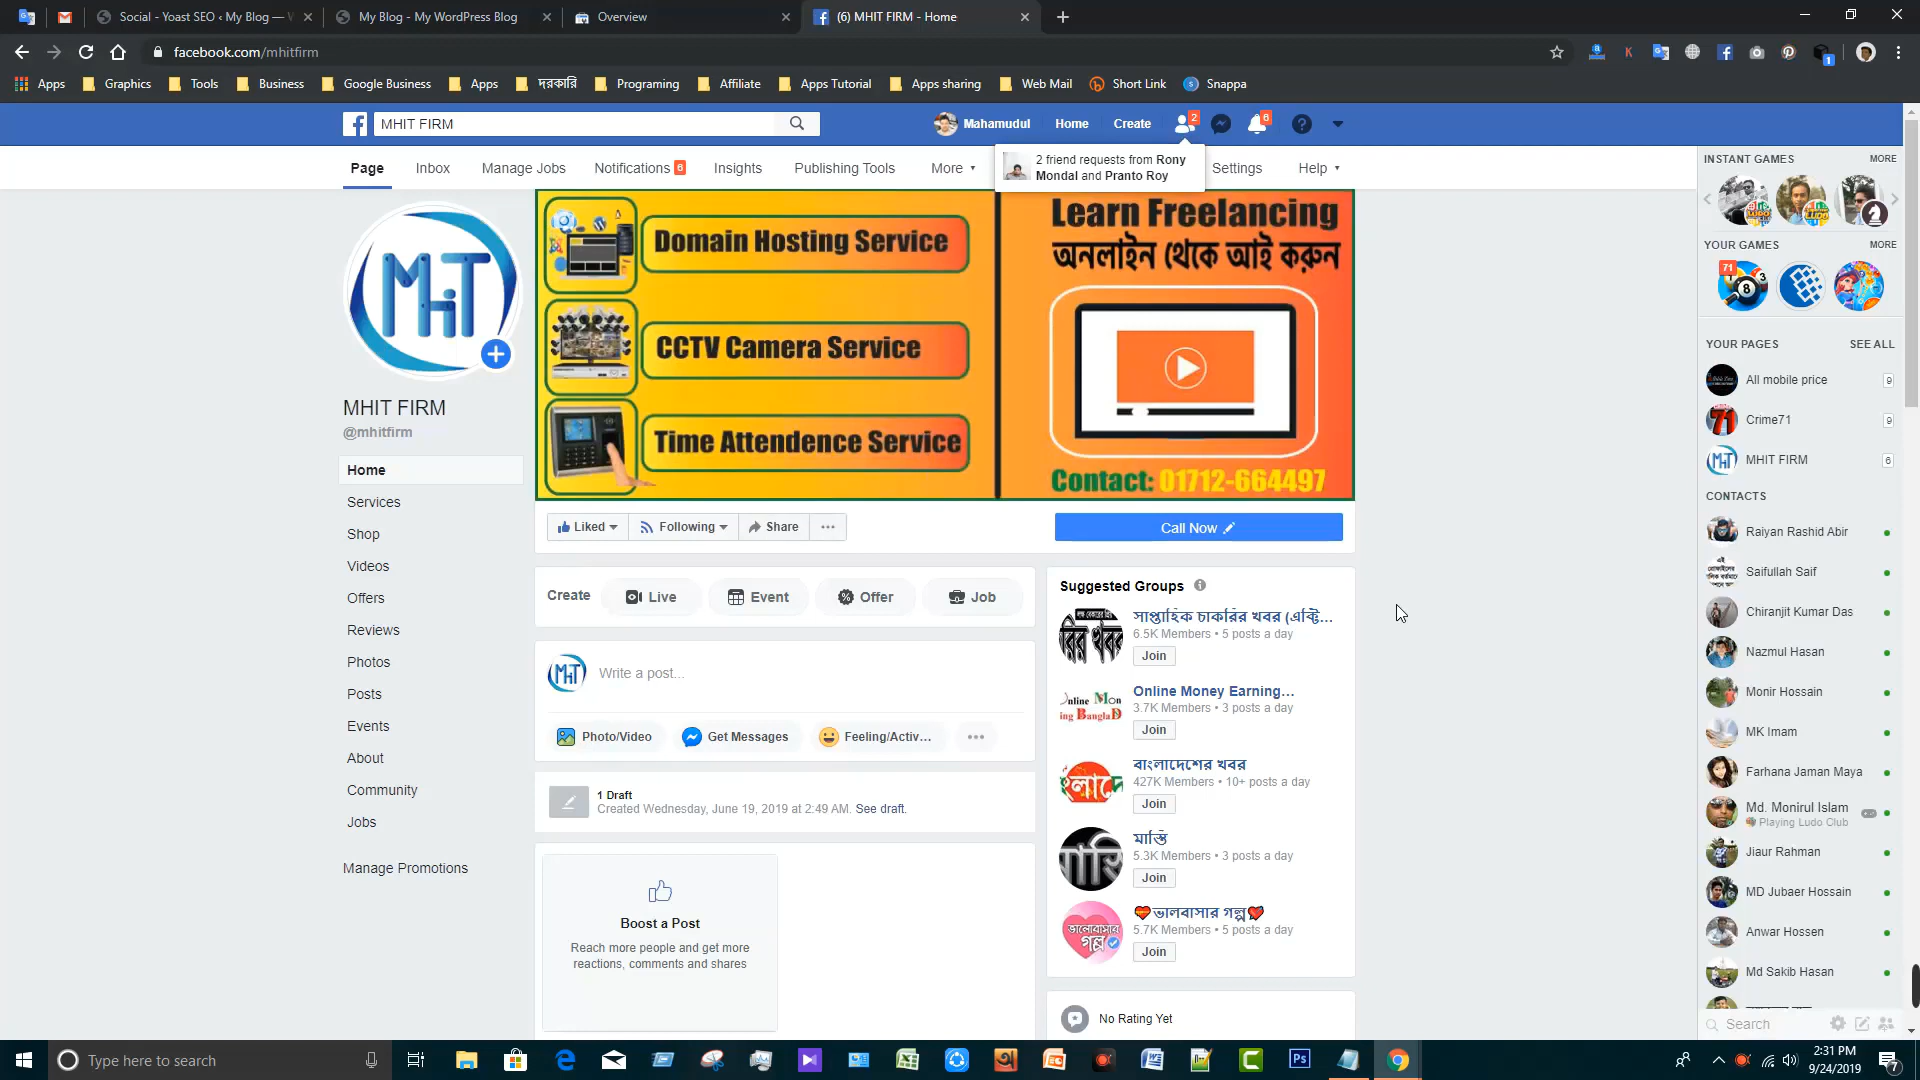 Social - Yoast SEO ‹ My Blog — W
My Blog - My WordPress Blog
Overview
(6) MHIT FIRM - Home
facebook.com/mhitfirm
Apps
Graphics
Tools
Business
Google Business
Apps
দরকারি
Programing
Affiliate
Apps Tutorial
Apps sharing
Web Mail
Short Link
Snappa
MHIT FIRM
Mahamudul
Home
Create
2
6
Page
Inbox
Manage Jobs
Notifications 6
Insights
Publishing Tools
More
2 friend requests from Rony
Mondal and Pranto Roy
Settings
Help
MHiT
MHIT FIRM
@mhitfirm
Home
Services
Shop
Videos
Offers
Reviews
Photos
Posts
Events
About
Community
Jobs
Manage Promotions
Domain Hosting Service
CCTV Camera Service
Time Attendence Service
Learn Freelancing
অনলাইন থেকে আই করুন
Contact: 01712-664497
Liked
Following
Share
Call Now
Create
Live
Event
Offer
Job
Write a post...
Photo/Video
Get Messages
Feeling/Activ...
1 Draft
Created Wednesday, June 19, 2019 at 2:49 AM. See draft.
Boost a Post
Reach more people and get more
reactions, comments and shares
Suggested Groups
সাপ্তাহিক চাকরির খবর (এক্টি...
6.5K Members • 5 posts a day
Join
Online Money Earning...
3.7K Members • 3 posts a day
Join
বাংলাদেশের খবর
427K Members • 10+ posts a day
Join
মাস্তি
5.3K Members • 3 posts a day
Join
ভালবাসার গল্প
5.7K Members • 5 posts a day
Join
No Rating Yet
INSTANT GAMES
MORE
YOUR GAMES
MORE
71
YOUR PAGES
SEE ALL
All mobile price 9
Crime71 9
MHIT FIRM 6
CONTACTS
Raiyan Rashid Abir
Saifullah Saif
Chiranjit Kumar Das
Nazmul Hasan
Monir Hossain
MK Imam
Farhana Jaman Maya
Md. Monirul Islam
Playing Ludo Club
Jiaur Rahman
MD Jubaer Hossain
Anwar Hossen
Md Sakib Hasan
Search
Type here to search
2:31 PM
9/24/2019
7